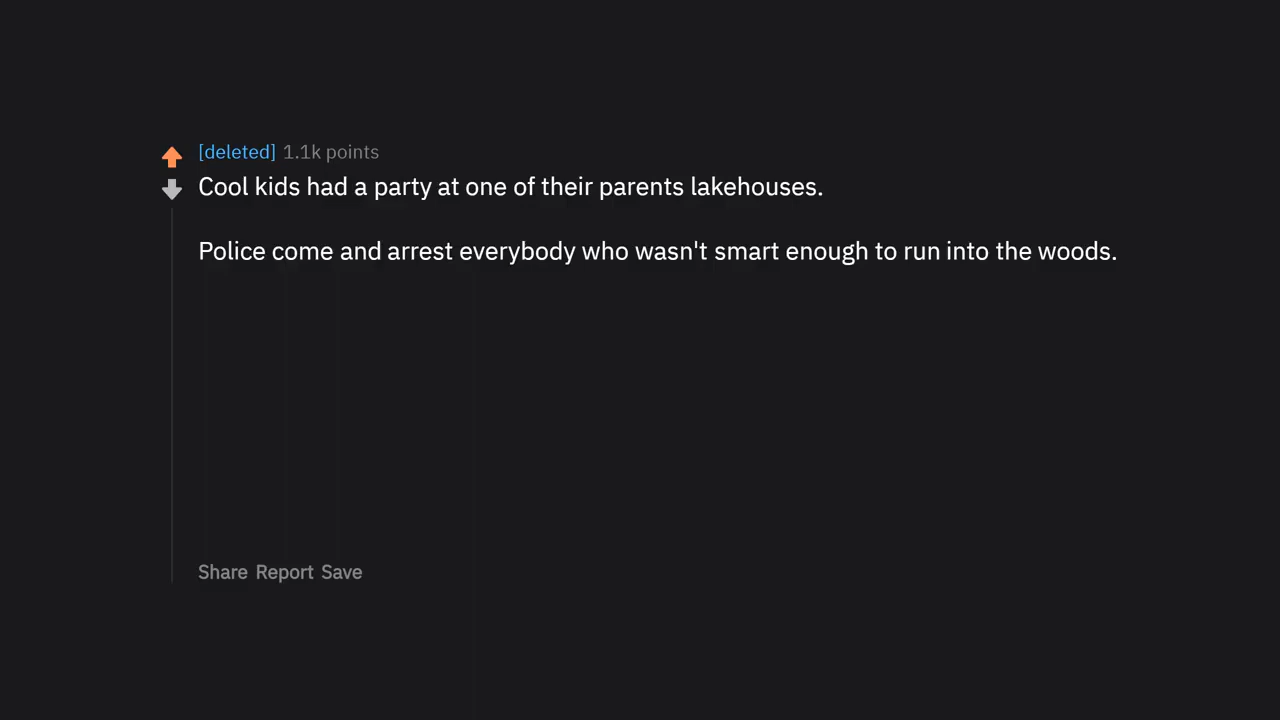 [deleted] 1.1k points
Cool kids had a party at one of their parents lakehouses.
Police come and arrest everybody who wasn't smart enough to run into the woods.
Share Report Save